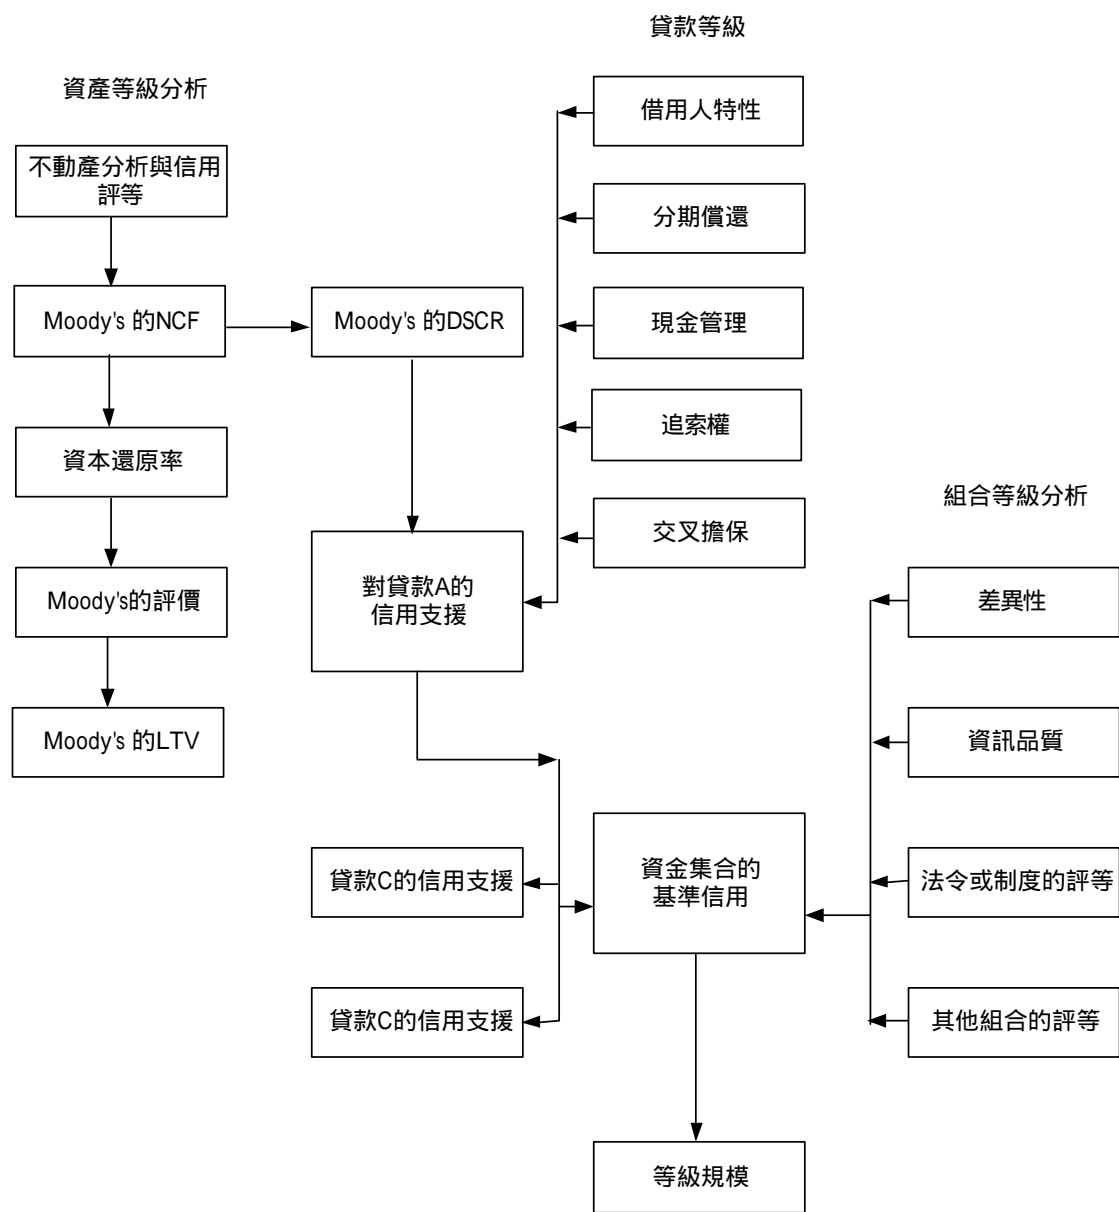 貸款等級
資產等級分析
借用人特性
不動產分析與信用
評等
分期償還
Moody's 的NCF
Moody's 的DSCR
現金管理
追索權
資本還原率
組合等級分析
交叉擔保
對貸款A的
信用支援
Moody's的評價
差異性
Moody's 的LTV
資訊品質
貸款C的信用支援
資金集合的
基準信用
法令或制度的評等
貸款C的信用支援
其他組合的評等
等級規模